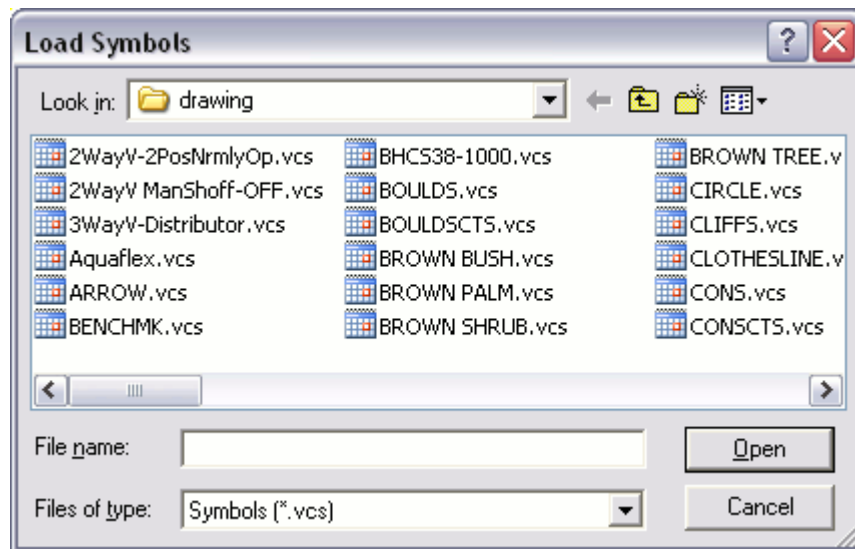 Load Symbols
Look in: drawing
2WayV-2PosNrmlyOp.vcs BHCS38-1000.vcs BROWN TREE.v
2WayV ManShoff-OFF.vcs BOULDS.vcs CIRCLE.vcs
3WayV-Distributor.vcs BOULDSCTS.vcs CLIFFS.vcs
Aquaflex.vcs BROWN BUSH.vcs CLOTHESLINE.v
ARROW.vcs BROWN PALM.vcs CONS.vcs
BENCHMK.vcs BROWN SHRUB.vcs CONSCTS.vcs
File name: Open
Files of type: Symbols (*.vcs) Cancel